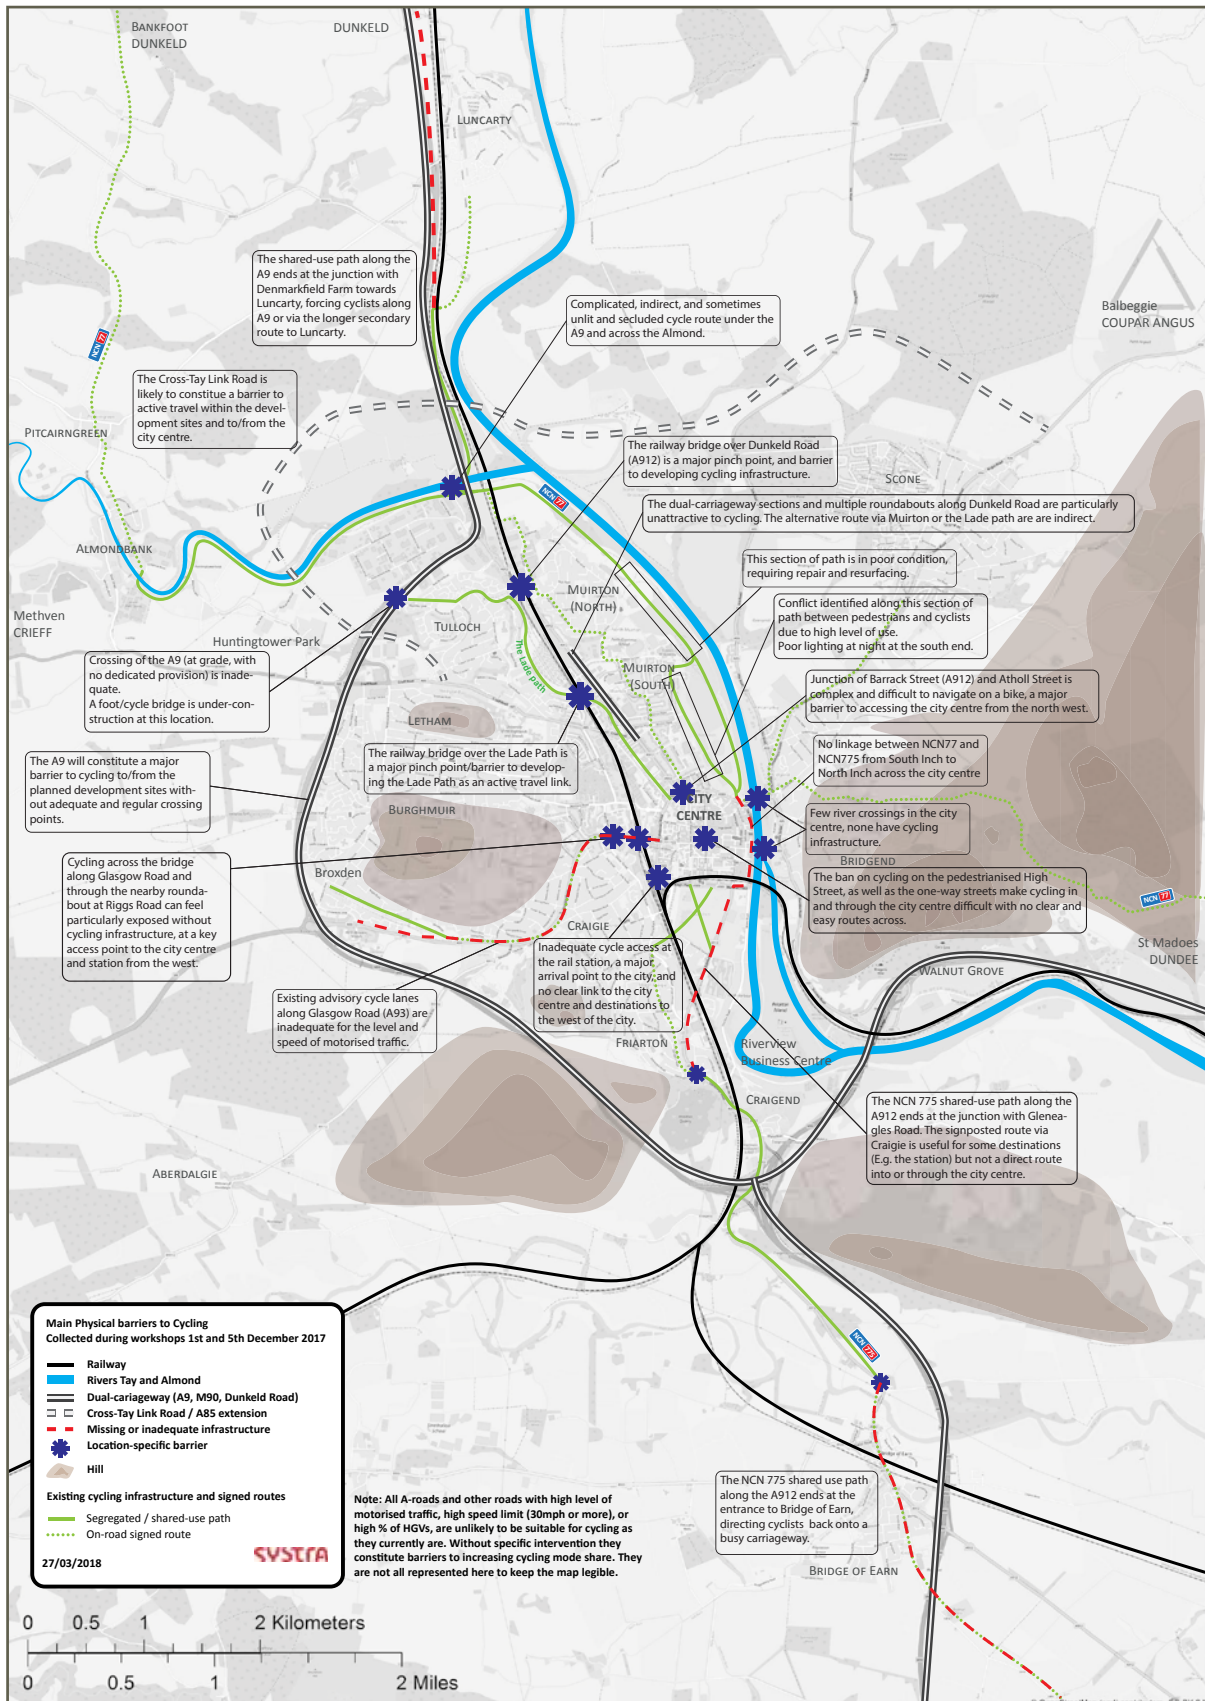 BANKFOOT
DUNKELD
DUNKELD
LUNCARTY
The shared-use path along the
A9 ends at the junction with
Denmarkfield Farm towards
Luncarty, forcing cyclists along
A9 or via the longer secondary
route to Luncarty.
Complicated, indirect, and sometimes
unlit and secluded cycle route under the
A9 and across the Almond.
Balbeggie
COUPAR ANGUS
NCN 77
The Cross-Tay Link Road is
likely to constitute a barrier to
active travel within the devel-
opment sites and to/from the
city centre.
PITCAIRNGREEN
The railway bridge over Dunkeld Road
(A912) is a major pinch point, and barrier
to developing cycling infrastructure.
SCONE
NCN 77
The dual-carriageway sections and multiple roundabouts along Dunkeld Road are particularly
unattractive to cycling. The alternative route via Muirton or the Lade path are are indirect.
ALMONDBANK
This section of path is in poor condition,
requiring repair and resurfacing.
MUIRTON
(NORTH)
Conflict identified along this section of
path between pedestrians and cyclists
due to high level of use.
Poor lighting at night at the south end.
Methven
CRIEFF
TULLOCH
Huntingtower Park
The Lade path
Crossing of the A9 (at grade, with
no dedicated provision) is inad-
equate.
A foot/cycle bridge is under-con-
struction at this location.
MUIRTON
(SOUTH)
Junction of Barrack Street (A912) and Atholl Street is
complex and difficult to navigate on a bike, a major
barrier to accessing the city centre from the north west.
LETHAM
The railway bridge over the Lade Path is
a major pinch point/barrier to develop-
ing the Lade Path as an active travel link.
No linkage between NCN77 and
NCN775 from South Inch to
North Inch across the city centre
The A9 will constitute a major
barrier to cycling to/from the
planned development sites with-
out adequate and regular crossing
points.
BURGHMUIR
CITY
CENTRE
Few river crossings in the city
centre, none have cycling
infrastructure.
BRIDGEND
Cycling across the bridge
along Glasgow Road and
through the nearby rounda-
bout at Riggs Road can feel
particularly exposed without
cycling infrastructure, at a key
access point to the city centre
and station from the west.
Broxden
The ban on cycling on the pedestrianised High
Street, as well as the one-way streets make cycling in
and through the city centre difficult with no clear and
easy routes across.
NCN 77
CRAIGIE
Inadequate cycle access at
the rail station, a major
arrival point to the city, and
no clear link to the city
centre and destinations to
the west of the city.
St Madoes
DUNDEE
WALNUT GROVE
Existing advisory cycle lanes
along Glasgow Road (A93) are
inadequate for the level and
speed of motorised traffic.
FRIARTON
Riverview
Business Centre
CRAIGEND
The NCN 775 shared-use path along the
A912 ends at the junction with Glenea-
gles Road. The signposted route via
Craigie is useful for some destinations
(E.g. the station) but not a direct route
into or through the city centre.
ABERDALGIE
NCN 775
Main Physical barriers to Cycling
Collected during workshops 1st and 5th December 2017
Railway
Rivers Tay and Almond
Dual-cariageway (A9, M90, Dunkeld Road)
Cross-Tay Link Road / A85 extension
Missing or inadequate infrastructure
Location-specific barrier
Hill
Existing cycling infrastructure and signed routes
Segregated / shared-use path
On-road signed route
27/03/2018
SYSTRA
Note: All A-roads and other roads with high level of
motorised traffic, high speed limit (30mph or more), or
high % of HGVs, are unlikely to be suitable for cycling as
they currently are. Without specific intervention they
constitute barriers to increasing cycling mode share. They
are not all represented here to keep the map legible.
The NCN 775 shared use path
along the A912 ends at the
entrance to Bridge of Earn,
directing cyclists back onto a
busy carriageway.
BRIDGE OF EARN
0 0.5 1 2 Kilometers
0 0.5 1 2 Miles